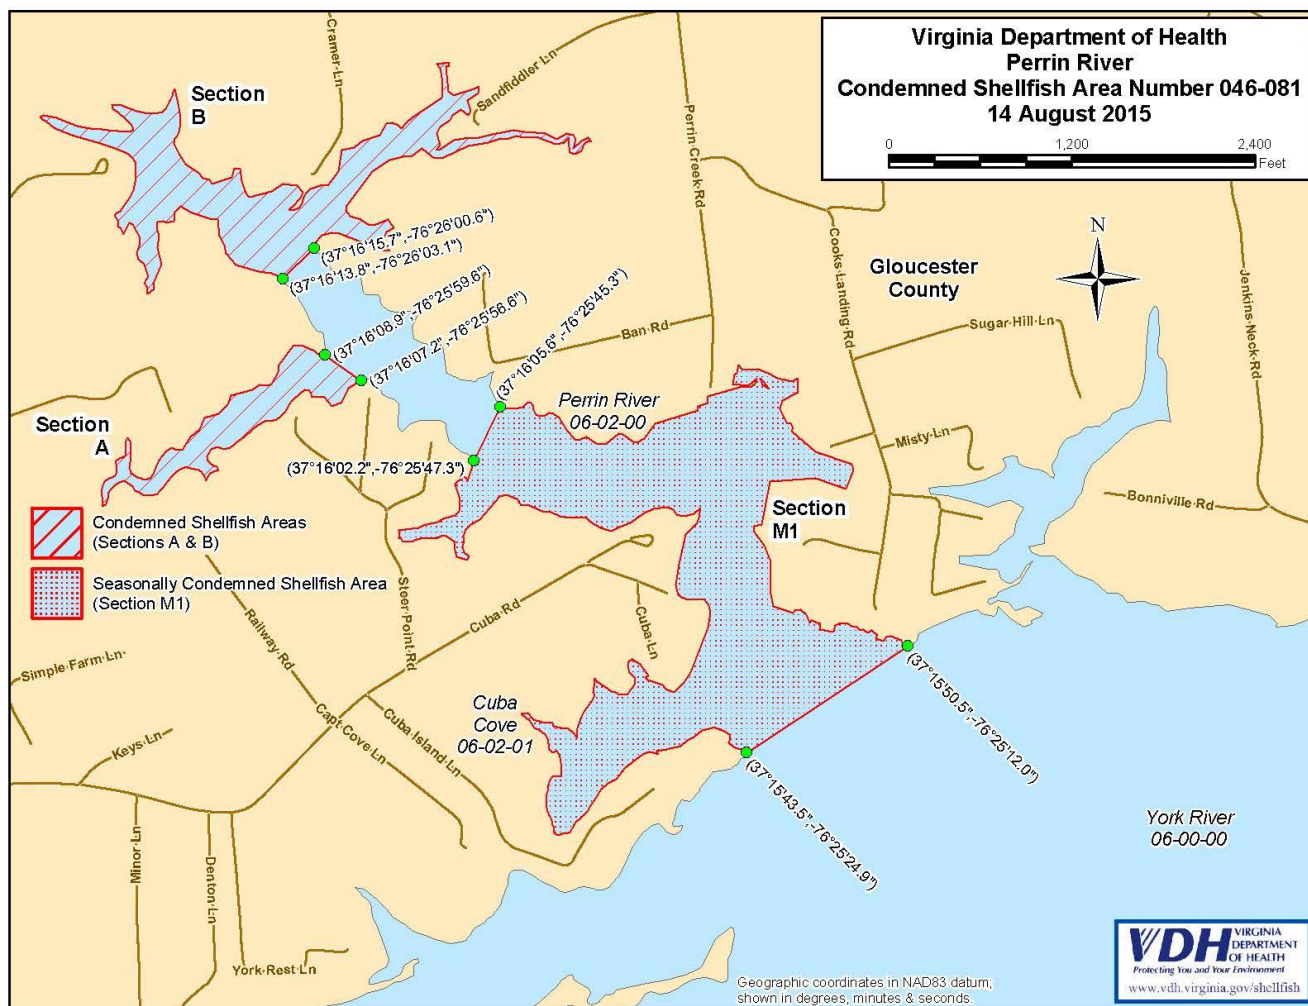 Virginia Department of Health
Perrin River
Condemned Shellfish Area Number 046-081
14 August 2015
0
1,200
2,400
Feet
Section
B
Cramer Ln
Sandfiddler Ln
Perrin Creek Rd
N
(37°16'15.7",-76°26'00.6")
(37°16'13.8",-76°26'03.1")
(37°16'08.9",-76°25'59.6")
(37°16'07.2",-76°25'56.6")
(37°16'05.6",-76°25'45.3")
Cooks Landing Rd
Gloucester
County
Jenkins Neck Rd
Sugar Hill Ln
Ban Rd
Perrin River
06-02-00
Section
A
(37°16'02.2",-76°25'47.3")
Misty Ln
Bonniville Rd
Section
M1
Condemned Shellfish Areas
(Sections A & B)
Seasonally Condemned Shellfish Area
(Section M1)
Steer Point Rd
Railway Rd
Cuba Rd
Cuba Ln
Simple Farm Ln
Cuba
Cove
06-02-01
Capt Cove Ln
Cuba Island Ln
Keys Ln
(37°15'50.5",-76°25'12.0")
(37°15'43.5",-76°25'24.9")
York River
06-00-00
Minor Ln
Denton Ln
York Rest Ln
Geographic coordinates in NAD83 datum;
shown in degrees, minutes & seconds.
VDH VIRGINIA
DEPARTMENT
OF HEALTH
Protecting You and Your Environment
www.vdh.virginia.gov/shellfish